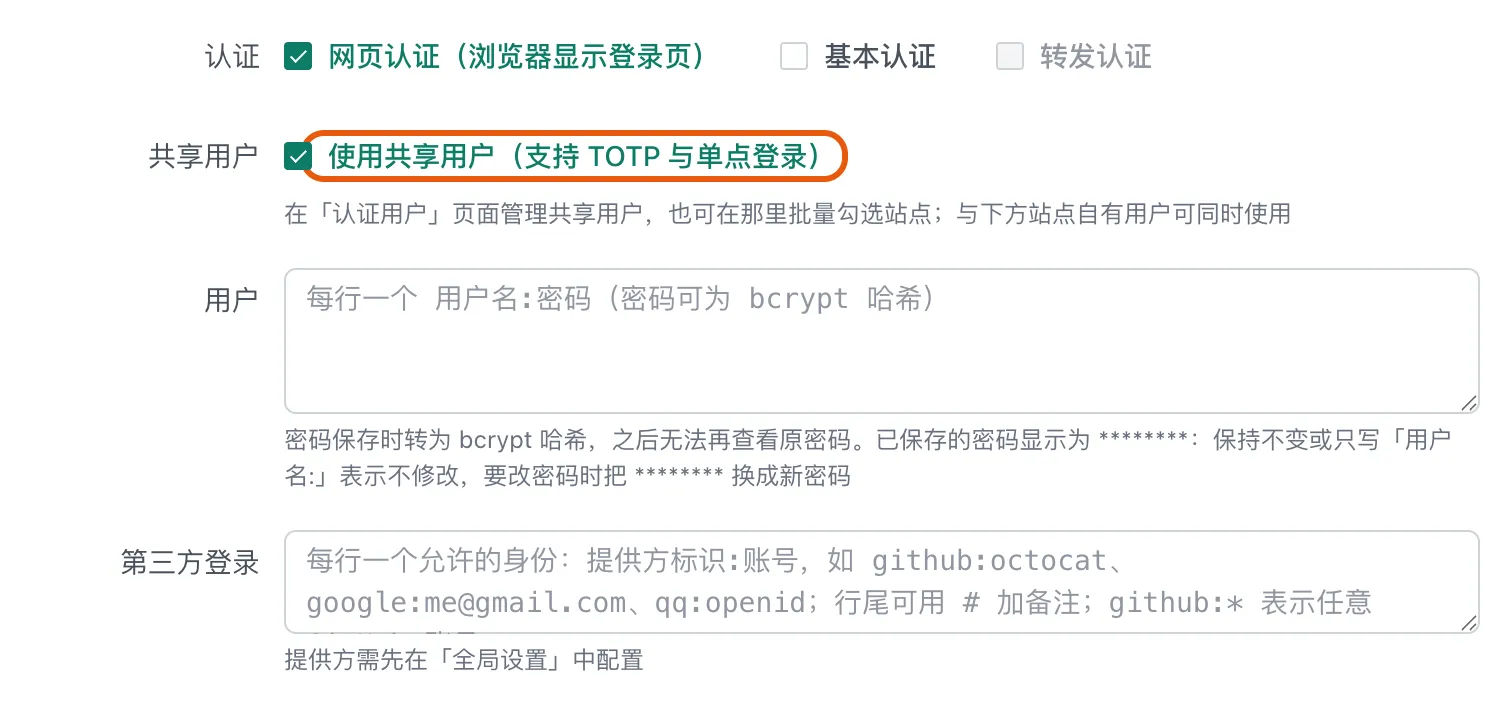 认证 网页认证（浏览器显示登录页） 基本认证 转发认证
共享用户 使用共享用户（支持 TOTP 与单点登录）
在「认证用户」页面管理共享用户，也可在那里批量勾选站点；与下方站点自有用户可同时使用
用户 每行一个 用户名:密码（密码可为 bcrypt 哈希）
密码保存时转为 bcrypt 哈希，之后无法再查看原密码。已保存的密码显示为 ********：保持不变或只写「用户
名:」表示不修改，要改密码时把 ******** 换成新密码
第三方登录 每行一个允许的身份：提供方标识:账号，如 github:octocat、
google:me@gmail.com、qq:openid；行尾可用 # 加备注；github:* 表示任意
提供方需先在「全局设置」中配置